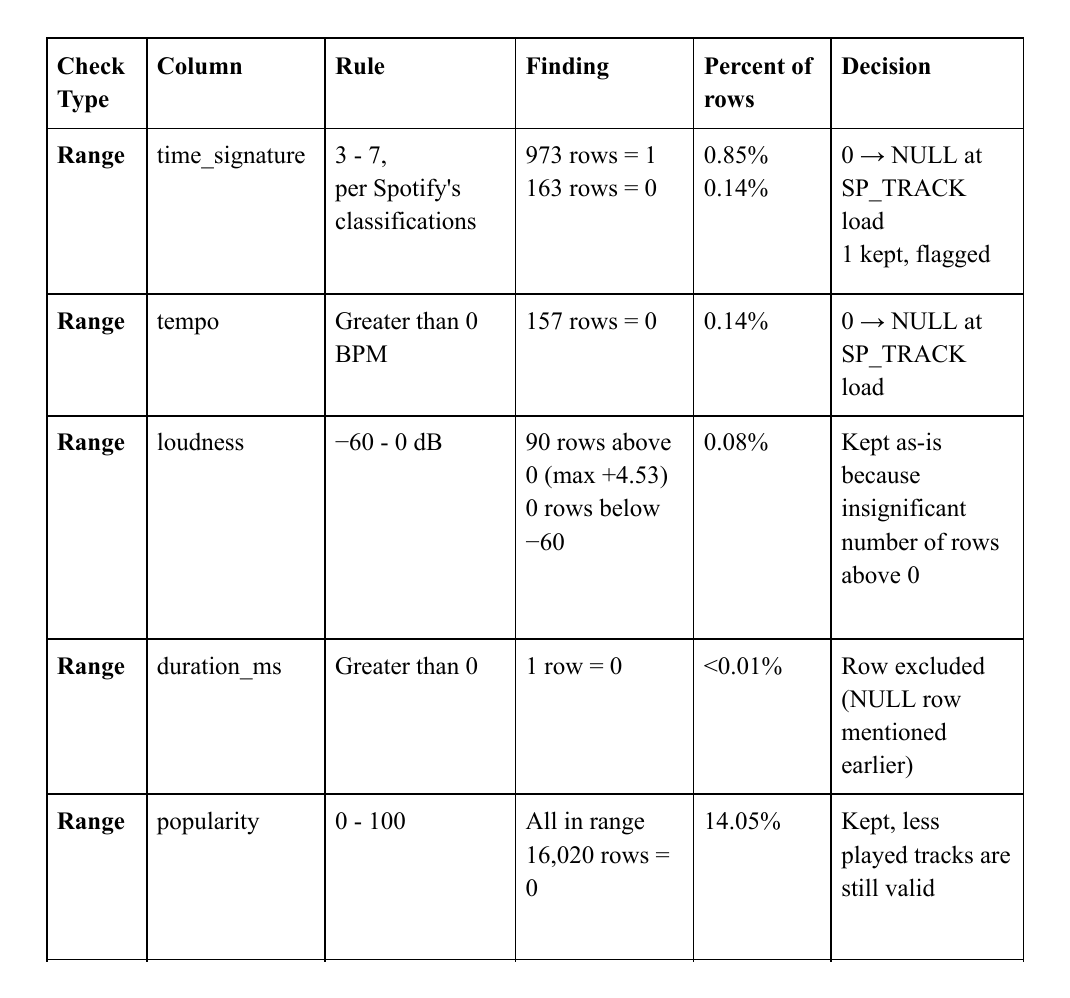 Check Type
Column
Rule
Finding
Percent of rows
Decision
Range
time_signature
3 - 7,
per Spotify's
classifications
973 rows = 1
163 rows = 0
0.85%
0.14%
0 → NULL at
SP_TRACK
load
1 kept, flagged
Range
tempo
Greater than 0
BPM
157 rows = 0
0.14%
0 → NULL at
SP_TRACK
load
Range
loudness
−60 - 0 dB
90 rows above
0 (max +4.53)
0 rows below
−60
0.08%
Kept as-is
because
insignificant
number of rows
above 0
Range
duration_ms
Greater than 0
1 row = 0
<0.01%
Row excluded
(NULL row
mentioned
earlier)
Range
popularity
0 - 100
All in range
16,020 rows =
0
14.05%
Kept, less
played tracks are
still valid